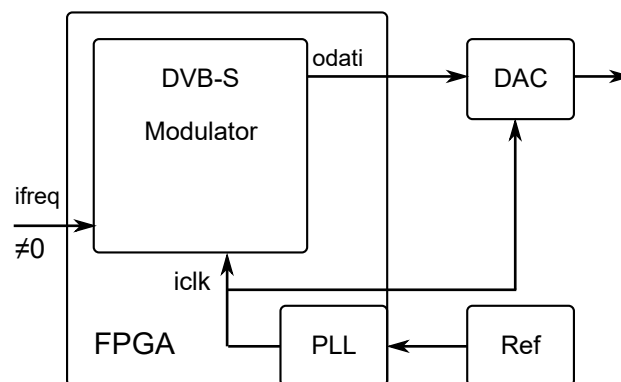 DVB-S
Modulator
odati
DAC
ifreq
≠0
iclk
FPGA
PLL
Ref